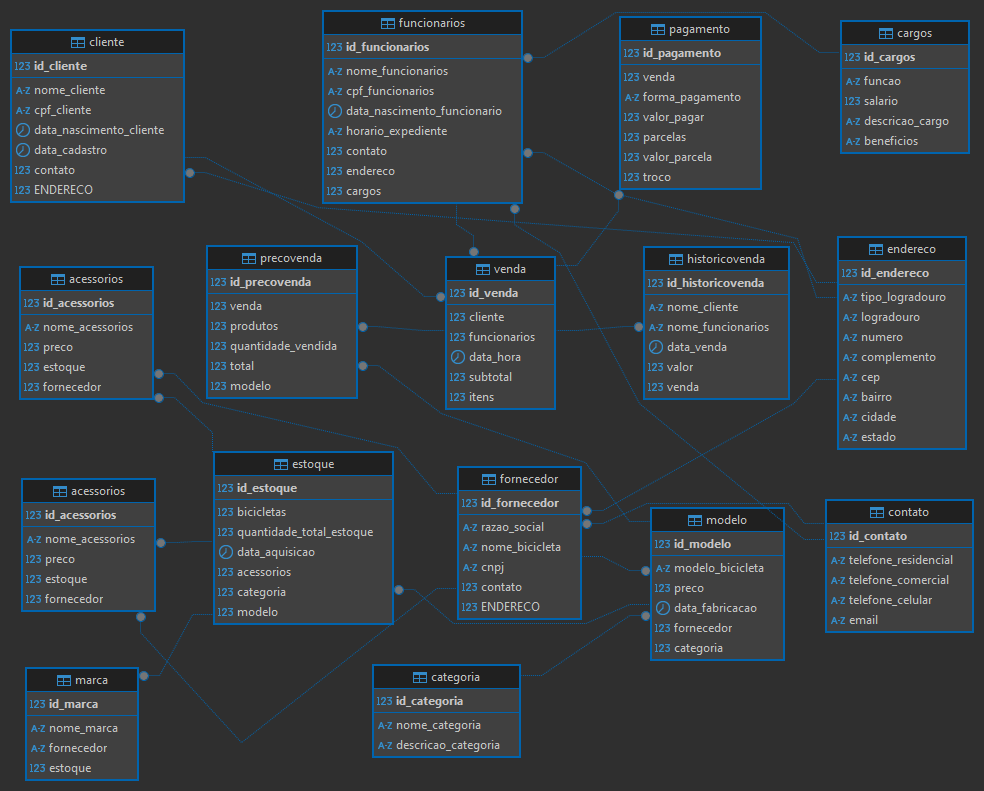 cliente
123 id_cliente
A-Z nome_cliente
A-Z cpf_cliente
data_nascimento_cliente
data_cadastro
123 contato
123 ENDERECO
funcionarios
123 id_funcionarios
A-Z nome_funcionarios
A-Z cpf_funcionarios
data_nascimento_funcionario
A-Z horario_expediente
123 contato
123 endereco
123 cargos
pagamento
123 id_pagamento
123 venda
A-Z forma_pagamento
123 valor_pagar
123 parcelas
123 valor_parcela
123 troco
cargos
123 id_cargos
A-Z funcao
123 salario
A-Z descricao_cargo
A-Z beneficios
acessorios
123 id_acessorios
A-Z nome_acessorios
123 preco
123 estoque
123 fornecedor
precovenda
123 id_precovenda
123 venda
123 produtos
123 quantidade_vendida
123 total
123 modelo
venda
123 id_venda
123 cliente
123 funcionarios
data_hora
123 subtotal
123 itens
historicovenda
123 id_historicovenda
A-Z nome_cliente
A-Z nome_funcionarios
data_venda
123 valor
123 venda
endereco
123 id_endereco
A-Z tipo_logradouro
A-Z logradouro
A-Z numero
A-Z complemento
A-Z cep
A-Z bairro
A-Z cidade
A-Z estado
acessorios
123 id_acessorios
A-Z nome_acessorios
123 preco
123 estoque
123 fornecedor
estoque
123 id_estoque
123 bicicletas
123 quantidade_total_estoque
data_aquisicao
123 acessorios
123 categoria
123 modelo
fornecedor
123 id_fornecedor
A-Z razao_social
A-Z nome_bicicleta
A-Z cnpj
123 contato
123 ENDERECO
modelo
123 id_modelo
A-Z modelo_bicicleta
123 preco
data_fabricacao
123 fornecedor
123 categoria
contato
123 id_contato
A-Z telefone_residencial
A-Z telefone_comercial
A-Z telefone_celular
A-Z email
marca
123 id_marca
A-Z nome_marca
A-Z fornecedor
123 estoque
categoria
123 id_categoria
A-Z nome_categoria
A-Z descricao_categoria